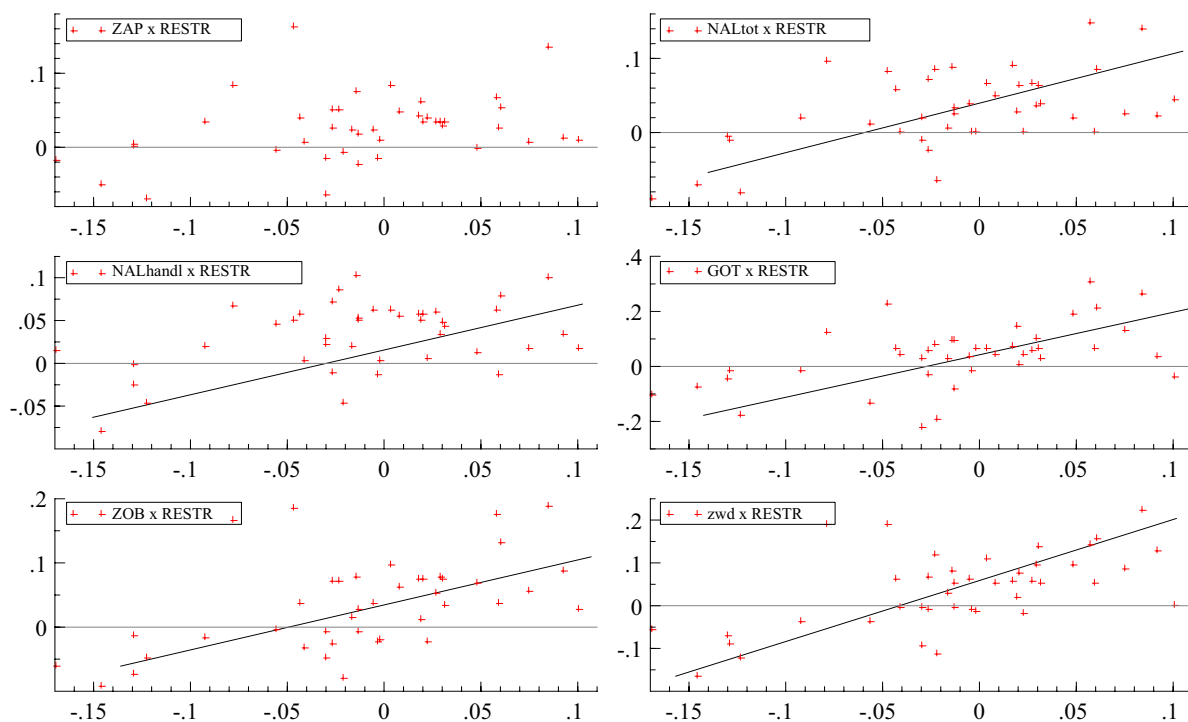 ZAP x RESTR
.1
0
-.15 -.1 -.05 0 .05 .1
NALtot x RESTR
.1
0
-.15 -.1 -.05 0 .05 .1
NALhandl x RESTR
.1
.05
0
-.05
-.15 -.1 -.05 0 .05 .1
GOT x RESTR
.4
.2
0
-.2
-.15 -.1 -.05 0 .05 .1
ZOB x RESTR
.2
.1
0
-.15 -.1 -.05 0 .05 .1
zwd x RESTR
.2
.1
0
-.1
-.15 -.1 -.05 0 .05 .1